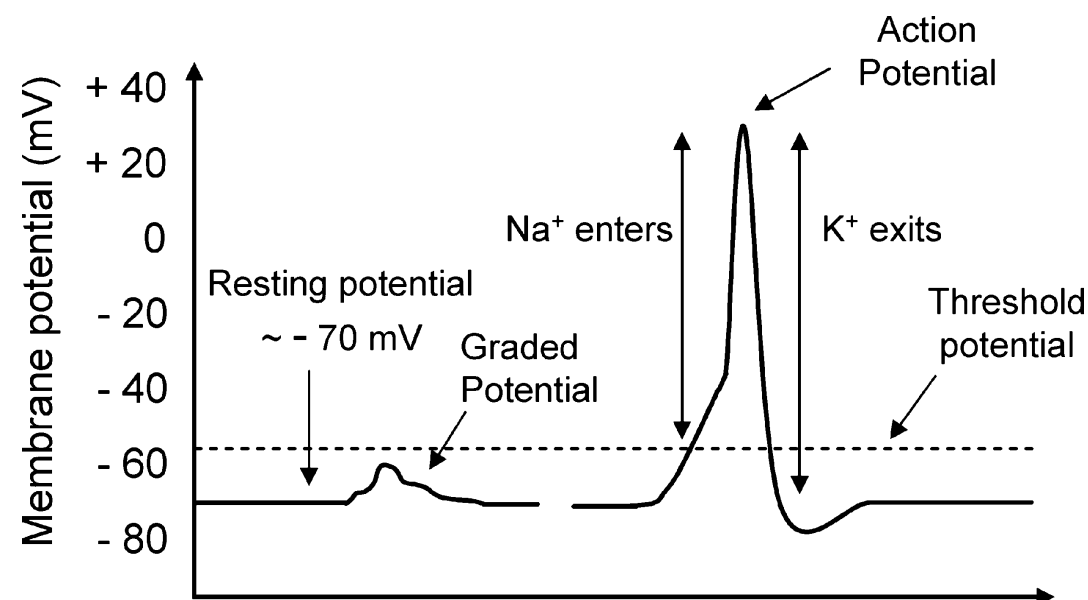 Action
Potential
Membrane potential (mV)
+ 40
+ 20
0
- 20
- 40
- 60
- 80
Na+ enters
K+ exits
Resting potential
~ - 70 mV
Graded
Potential
Threshold
potential